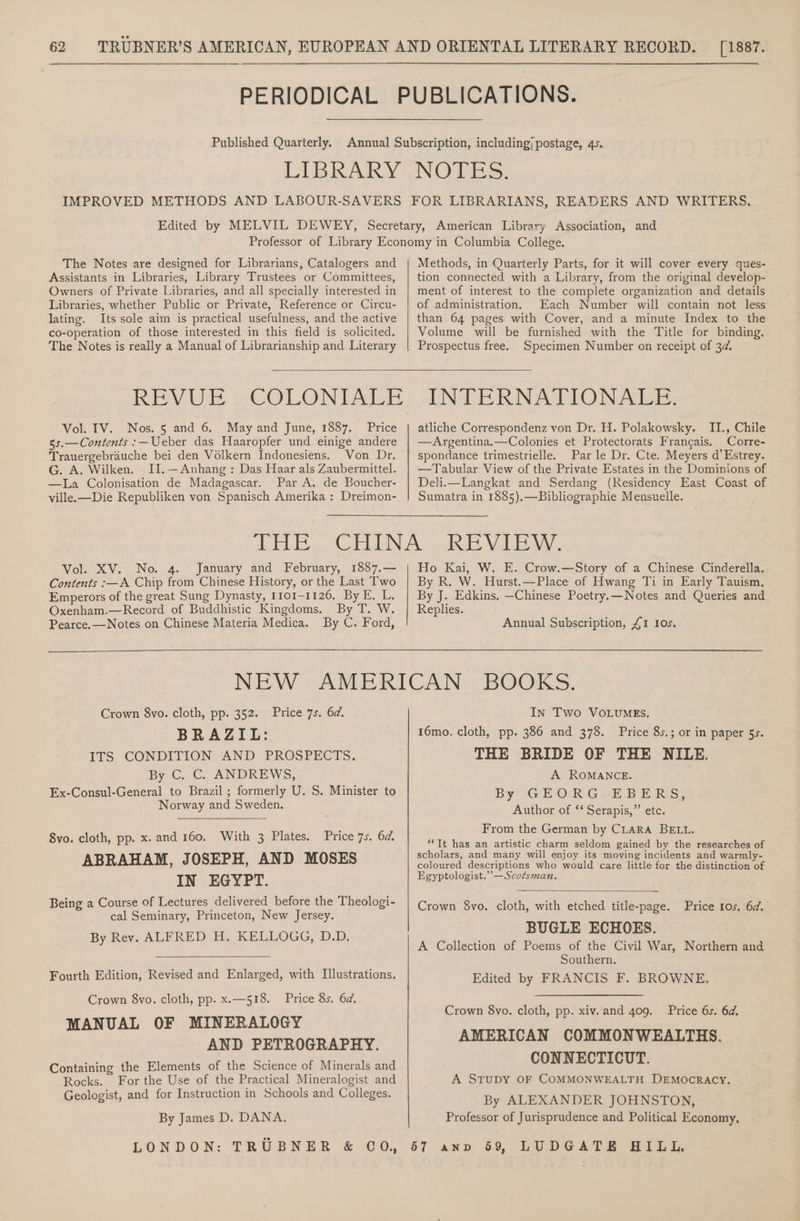 62 TRÜBNER'S AMERICAN, EUROPEAN AND ORIENTAL LITERARY RECORD. [1887.
PERIODICAL PUBLICATIONS.
Published Quarterly. Annual Subscription, including postage, 4s.
LIBRARY NOTES.
IMPROVED METHODS AND LABOUR-SAVERS FOR LIBRARIANS, READERS AND WRITERS.
Edited by MELVIL DEWEY, Secretary, American Library Association, and
Professor of Library Economy in Columbia College.
The Notes are designed for Librarians, Catalogers and
Assistants in Libraries, Library Trustees or Committees,
Owners of Private Libraries, and all specially interested in
Libraries, whether Public or Private, Reference or Circu-
lating. Its sole aim is practical usefulness, and the active
co-operation of those interested in this field is solicited.
The Notes is really a Manual of Librarianship and Literary
Methods, in Quarterly Parts, for it will cover every ques-
tion connected with a Library, from the original develop-
ment of interest to the complete organization and details
of administration. Each Number will contain not less
than 64 pages with Cover, and a minute Index to the
Volume will be furnished with the Title for binding.
Prospectus free. Specimen Number on receipt of 3d.
REVUE COLONIALE INTERNATIONALE.
Vol. IV. Nos. 5 and 6. May and June, 1887. Price
5s.—Contents :—Ueber das Haaropfer und einige andere
Trauergebräuche bei den Völkern Indonesiens. Von Dr.
G. A. Wilken. II.—Anhang : Das Haar als Zaubermittel.
—La Colonisation de Madagascar. Par A. de Boucher-
ville.—Die Republiken von Spanisch Amerika : Dreimon-
atliche Correspondenz von Dr. H. Polakowsky. II., Chile
—Argentina.—Colonies et Protectorats Français. Corre-
spondance trimestrielle. Par le Dr. Cte. Meyers d'Estrey.
—Tabular View of the Private Estates in the Dominions of
Deli.—Langkat and Serdang (Residency East Coast of
Sumatra in 1885).—Bibliographie Mensuelle.
THE CHINA REVIEW.
Vol. XV. No. 4. January and February, 1887.—
Contents :—A Chip from Chinese History, or the Last Two
Emperors of the great Sung Dynasty, 1101-1126. By E. L.
Oxenham.—Record of Buddhistic Kingdoms. By T. W.
Pearce.—Notes on Chinese Materia Medica. By C. Ford,
Ho Kai, W. E. Crow.—Story of a Chinese Cinderella.
By R. W. Hurst.—Place of Hwang Ti in Early Tauism.
By J. Edkins. —Chinese Poetry.—Notes and Queries and
Replies.
Annual Subscription, £1 10s.
NEW AMERICAN BOOKS.
Crown 8vo. cloth, pp. 352. Price 7s. 6d.
BRAZIL:
ITS CONDITION AND PROSPECTS.
By C. C. ANDREWS,
Ex-Consul-General to Brazil ; formerly U. S. Minister to
Norway and Sweden.
8vo. cloth, pp. x. and 160. With 3 Plates. Price 7s. 6d.
ABRAHAM, JOSEPH, AND MOSES
IN EGYPT.
Being a Course of Lectures delivered before the Theologi-
cal Seminary, Princeton, New Jersey.
By Rev. ALFRED H. KELLOGG, D.D.
Fourth Edition, Revised and Enlarged, with Illustrations.
Crown 8vo. cloth, pp. x.—518. Price 8s. 6d.
MANUAL OF MINERALOGY
AND PETROGRAPHY.
Containing the Elements of the Science of Minerals and
Rocks. For the Use of the Practical Mineralogist and
Geologist, and for Instruction in Schools and Colleges.
By James D. DANA.
IN TWO VOLUMES.
16mo. cloth, pp. 386 and 378. Price 8s.; or in paper 5s.
THE BRIDE OF THE NILE.
A ROMANCE.
By GEORG EBERS,
Author of "Serapis," etc.
From the German by CLARA BELL.
"It has an artistic charm seldom gained by the researches of
scholars, and many will enjoy its moving incidents and warmly-
coloured descriptions who would care little for the distinction of
Egyptologist."—Scotsman.
Crown 8vo. cloth, with etched title-page. Price 10s. 6d.
BUGLE ECHOES.
A Collection of Poems of the Civil War, Northern and
Southern.
Edited by FRANCIS F. BROWNE.
Crown 8vo. cloth, pp. xiv. and 409. Price 6s. 6d.
AMERICAN COMMONWEALTHS.
CONNECTICUT.
A STUDY OF COMMONWEALTH DEMOCRACY.
By ALEXANDER JOHNSTON,
Professor of Jurisprudence and Political Economy,
LONDON: TRÜBNER & CO., 57 AND 59, LUDGATE HILL.